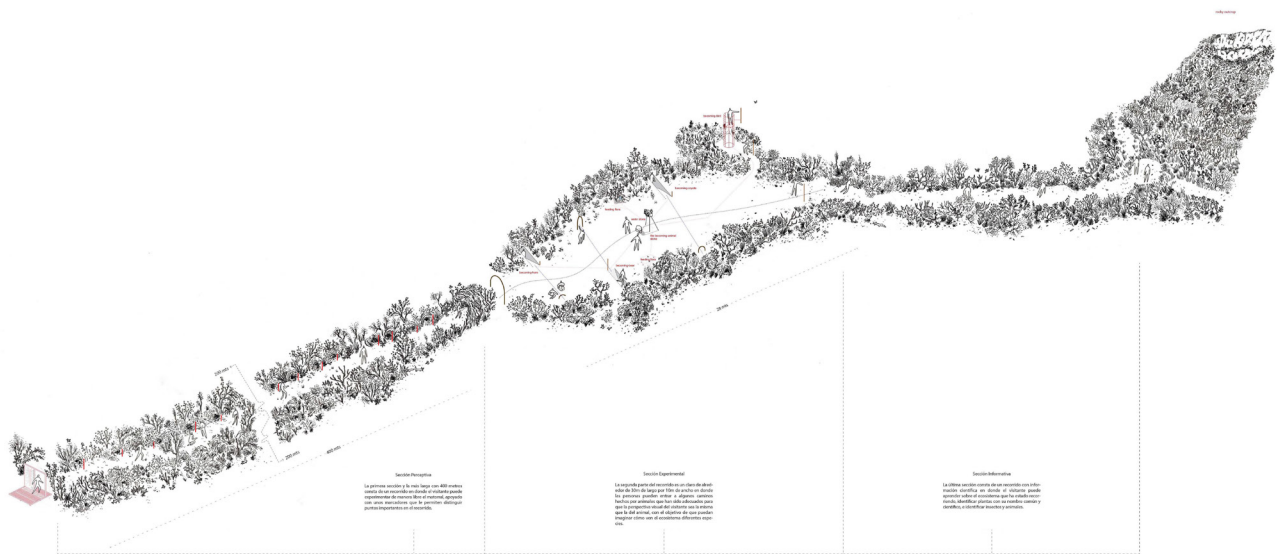 200 mts
200 mts
400 mts
20 mts
Sección Perceptiva
La primera sección y la más larga con 400 metros
consta de un recorrido en donde el visitante puede
experimentar de manera libre el matorral, apoyado
con unos marcadores que le permiten distinguir
puntos importantes en el recorrido.
Sección Experimental
La segunda parte del recorrido es un claro de alred-
edor de 30m de largo por 10m de ancho en donde
las personas pueden entrar a algunos caminos
hechos por animales que han sido adecuados para
que la perspectiva visual del visitante sea la misma
que la del animal, con el objetivo de que puedan
imaginar cómo ven el ecosistema diferentes espe-
cies.
Sección Informativa
La última sección consta de un recorrido con infor-
mación científica en donde el visitante puede
aprender sobre el ecosistema que ha estado recor-
riendo, identificar plantas con su nombre común y
científico, e identificar insectos y animales.